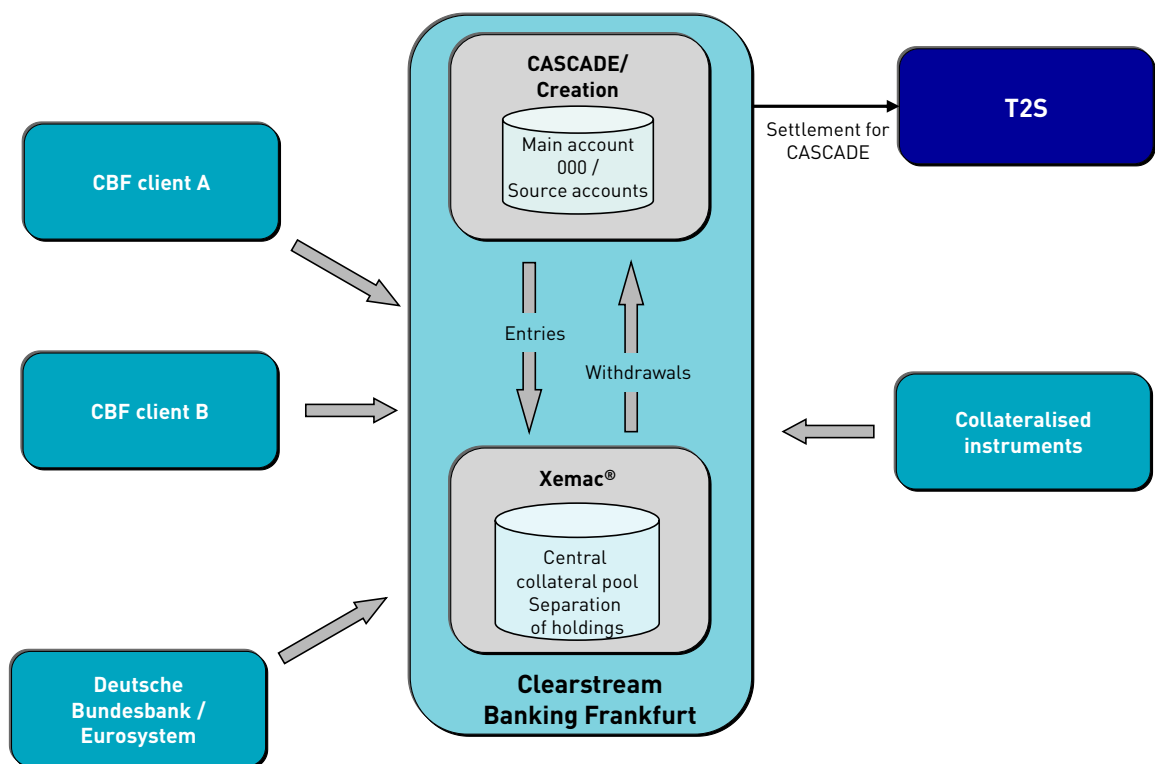 CASCADE/
Creation
Main account
000 /
Source accounts
T2S
Settlement for
CASCADE
CBF client A
Entries
Withdrawals
CBF client B
Collateralised
instruments
Xemac®
Central
collateral pool
Separation
of holdings
Deutsche
Bundesbank /
Eurosystem
Clearstream
Banking Frankfurt